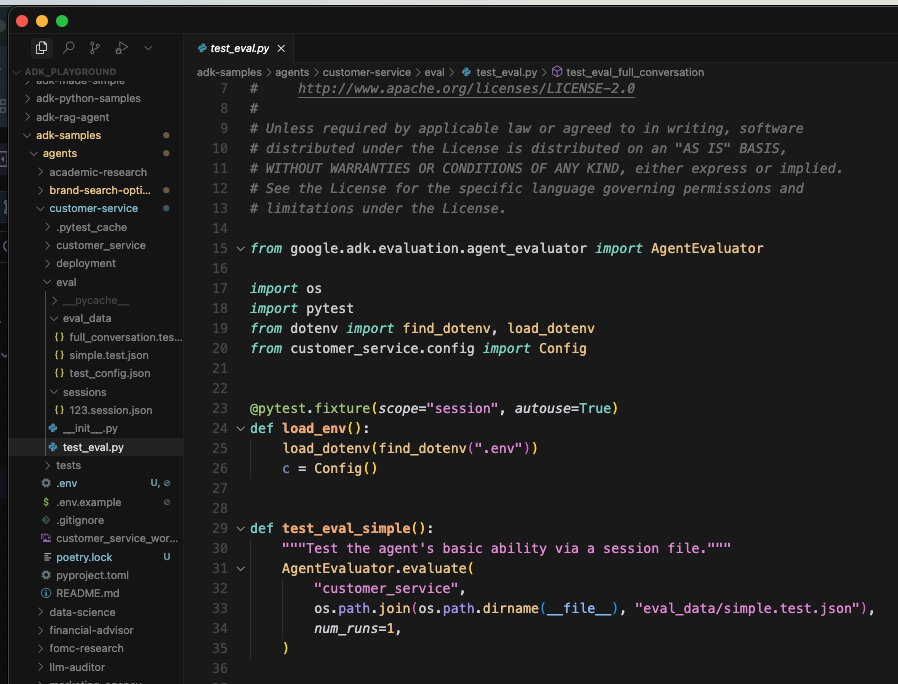 test_eval.py
ADK_PLAYGROUND
adk-made-simple
adk-python-samples
adk-rag-agent
adk-samples
agents
academic-research
brand-search-opti...
customer-service
.pytest_cache
customer_service
deployment
eval
__pycache__
eval_data
full_conversation.tes...
simple.test.json
test_config.json
sessions
123.session.json
__init__.py
test_eval.py
tests
.env U,
.env.example
.gitignore
customer_service_wor...
poetry.lock U
pyproject.toml
README.md
data-science
financial-advisor
fomc-research
llm-auditor
marketing-agency
adk-samples > agents > customer-service > eval > test_eval.py > test_eval_full_conversation
7 # http://www.apache.org/licenses/LICENSE-2.0
8 #
9 # Unless required by applicable law or agreed to in writing, software
10 # distributed under the License is distributed on an "AS IS" BASIS,
11 # WITHOUT WARRANTIES OR CONDITIONS OF ANY KIND, either express or implied.
12 # See the License for the specific language governing permissions and
13 # limitations under the License.
14
15 from google.adk.evaluation.agent_evaluator import AgentEvaluator
16
17 import os
18 import pytest
19 from dotenv import find_dotenv, load_dotenv
20 from customer_service.config import Config
21
22
23 @pytest.fixture(scope="session", autouse=True)
24 def load_env():
25 load_dotenv(find_dotenv(".env"))
26 c = Config()
27
28
29 def test_eval_simple():
30 """Test the agent's basic ability via a session file."""
31 AgentEvaluator.evaluate(
32 "customer_service",
33 os.path.join(os.path.dirname(__file__), "eval_data/simple.test.json"),
34 num_runs=1,
35 )
36